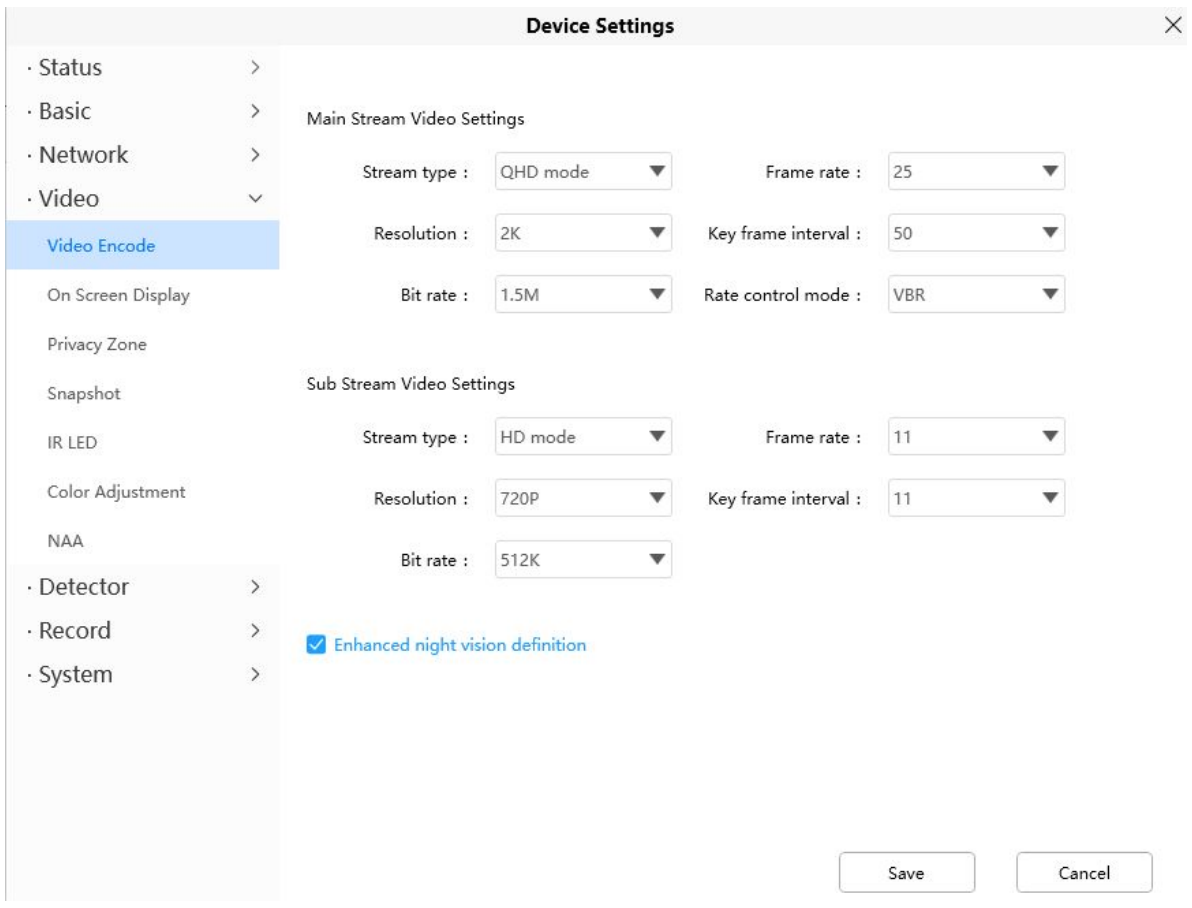 Device Settings
· Status
· Basic
· Network
· Video
Video Encode
On Screen Display
Privacy Zone
Snapshot
IR LED
Color Adjustment
NAA
· Detector
· Record
· System
Main Stream Video Settings
Stream type : QHD mode Frame rate : 25
Resolution : 2K Key frame interval : 50
Bit rate : 1.5M Rate control mode : VBR
Sub Stream Video Settings
Stream type : HD mode Frame rate : 11
Resolution : 720P Key frame interval : 11
Bit rate : 512K
Enhanced night vision definition
Save Cancel